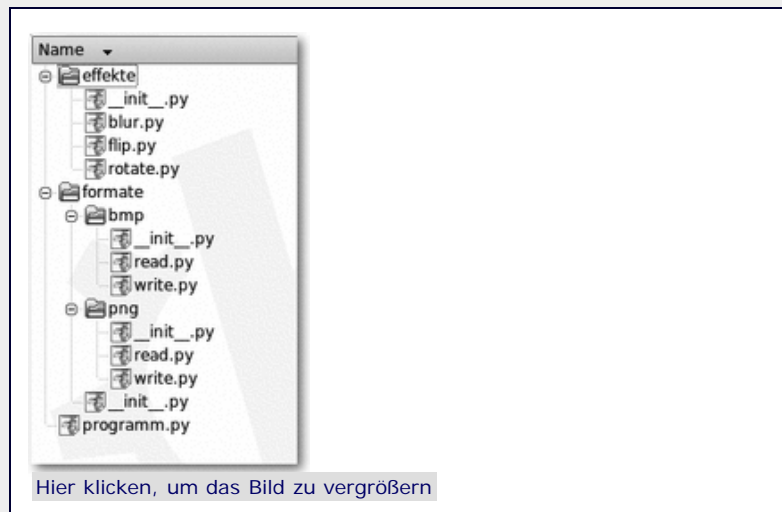 Name
effekte
__init__.py
blur.py
flip.py
rotate.py
formate
bmp
__init__.py
read.py
write.py
png
__init__.py
read.py
write.py
__init__.py
programm.py
Hier klicken, um das Bild zu vergrößern